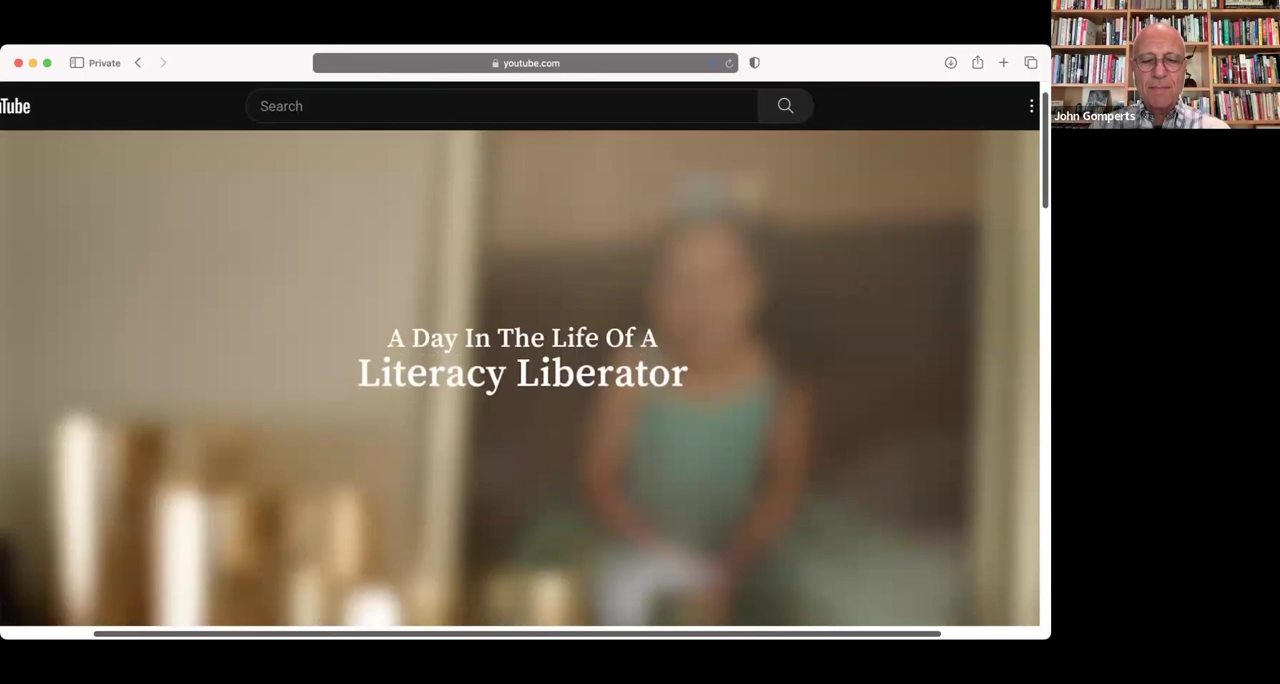 Private
youtube.com
Tube
Search
John Gomperts
A Day In The Life Of A
Literacy Liberator